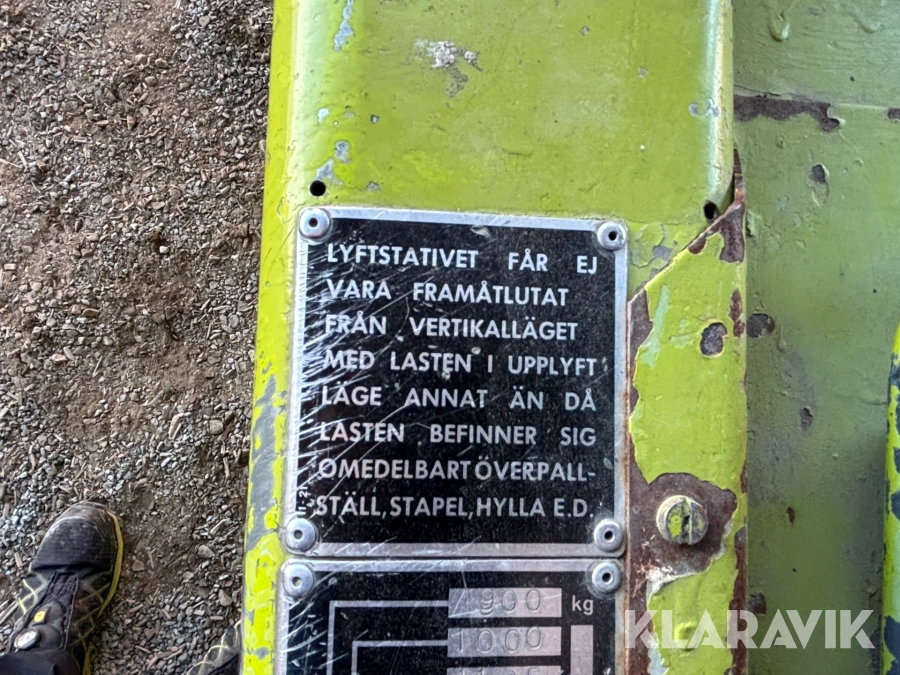 LYFTSTATIVET FÅR EJ
VARA FRAMÅTLUTAT
FRÅN VERTIKALLÄGET
MED LASTEN I UPPLYFT
LÄGE ANNAT ÄN DÅ
LASTEN BEFINNER SIG
OMEDELBART ÖVERPALL-
STÄLL, STAPEL, HYLLA E.D.
900 kg
1000
KLARAVIK